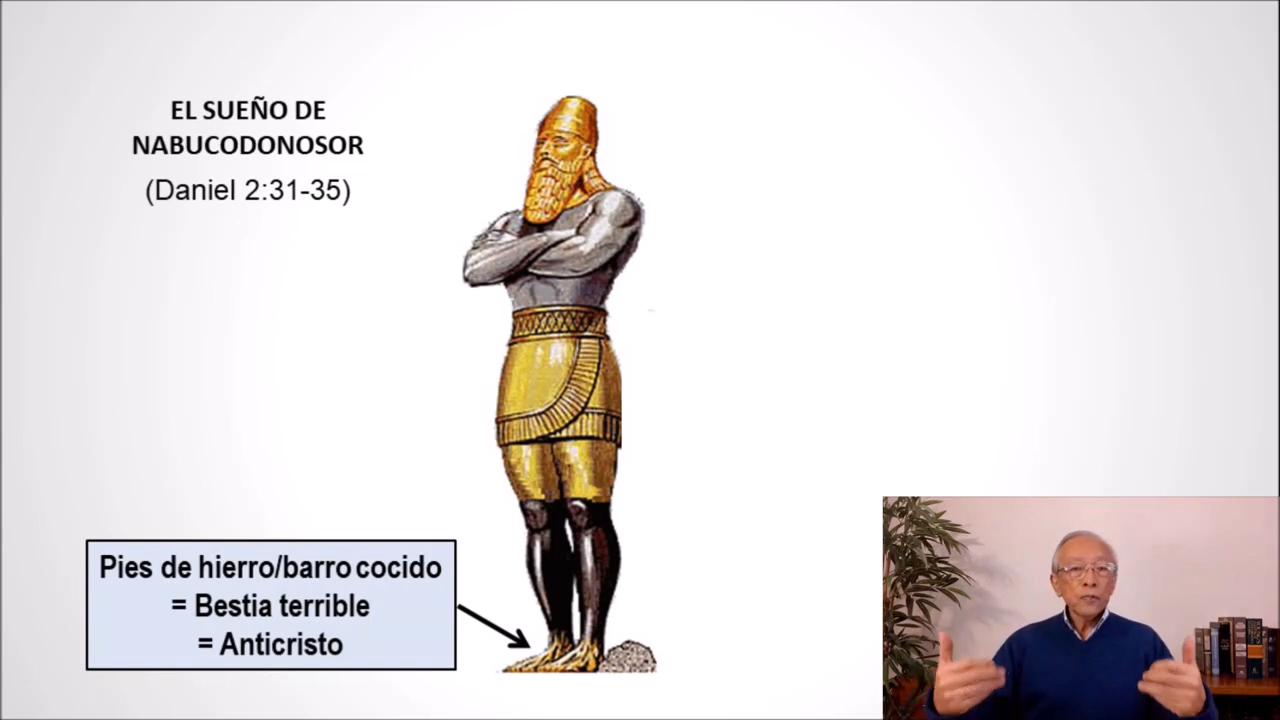 EL SUEÑO DE
NABUCODONOSOR
(Daniel 2:31-35)
Pies de hierro/barro cocido
= Bestia terrible
= Anticristo